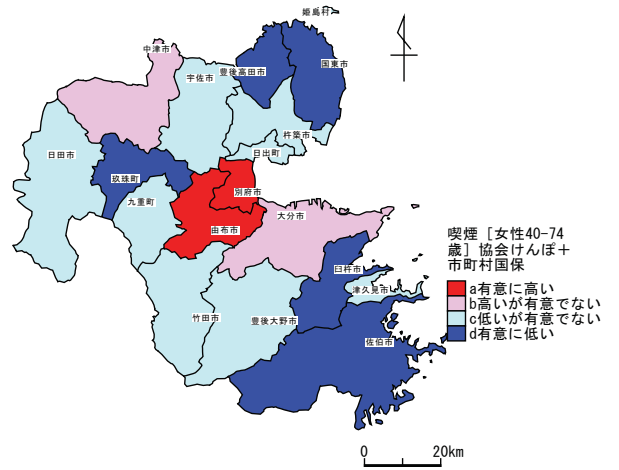 姫島村
中津市
宇佐市
豊後高田市
国東市
杵築市
日出町
日田市
玖珠町
別府市
九重町
大分市
由布市
臼杵市
津久見市
竹田市
豊後大野市
佐伯市
喫煙［女性40-74
歳］協会けんぽ＋
市町村国保
a有意に高い
b高いが有意でない
c低いが有意でない
d有意に低い
0 20km